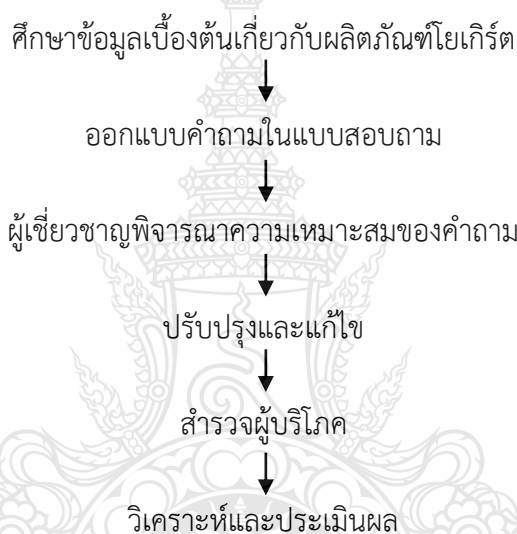 ศึกษาข้อมูลเบื้องต้นเกี่ยวกับผลิตภัณฑ์โยเกิร์ต
ออกแบบคำถามในแบบสอบถาม
ผู้เชี่ยวชาญพิจารณาความเหมาะสมของคำถาม
ปรับปรุงและแก้ไข
สำรวจผู้บริโภค
วิเคราะห์และประเมินผล